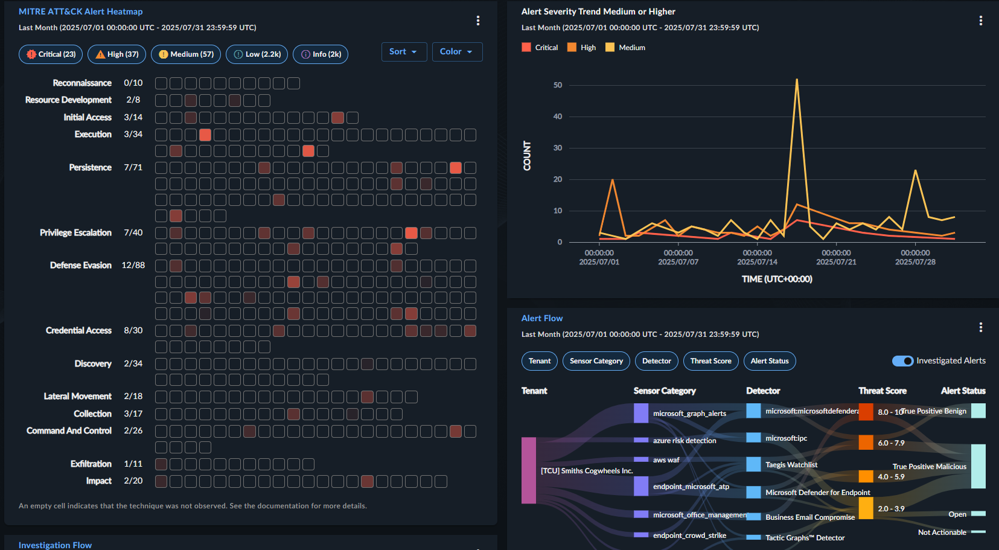 MITRE ATT&CK Alert Heatmap
Last Month (2025/07/01 00:00:00 UTC - 2025/07/31 23:59:59 UTC)
Critical (23)
High (37)
Medium (57)
Low (2.2k)
Info (2k)
Sort
Color
Reconnaissance 0/10
Resource Development 2/8
Initial Access 3/14
Execution 3/34
Persistence 7/71
Privilege Escalation 7/40
Defense Evasion 12/88
Credential Access 8/30
Discovery 2/34
Lateral Movement 2/18
Collection 3/17
Command And Control 2/26
Exfiltration 1/11
Impact 2/20
An empty cell indicates that the technique was not observed. See the documentation for more details.
Investigation Flow
Alert Severity Trend Medium or Higher
Last Month (2025/07/01 00:00:00 UTC - 2025/07/31 23:59:59 UTC)
Critical
High
Medium
COUNT
50
40
30
20
10
0
00:00:00 00:00:00 00:00:00 00:00:00 00:00:00
2025/07/01 2025/07/07 2025/07/14 2025/07/21 2025/07/28
TIME (UTC+00:00)
Alert Flow
Last Month (2025/07/01 00:00:00 UTC - 2025/07/31 23:59:59 UTC)
Tenant
Sensor Category
Detector
Threat Score
Alert Status
Investigated Alerts
Tenant
Sensor Category
Detector
Threat Score
Alert Status
[TCU] Smiths Cogwheels Inc.
microsoft_graph_alerts
azure risk detection
aws waf
endpoint_microsoft_atp
microsoft_office_managemen
endpoint_crowd_strike
microsoft:microsoftdefendera
microsoft:ipc
Taegis Watchlist
Microsoft Defender for Endpoint
Business Email Compromise
Tactic Graphs™ Detector
8.0 - 10
6.0 - 7.9
4.0 - 5.9
2.0 - 3.9
True Positive Benign
True Positive Malicious
Open
Not Actionable